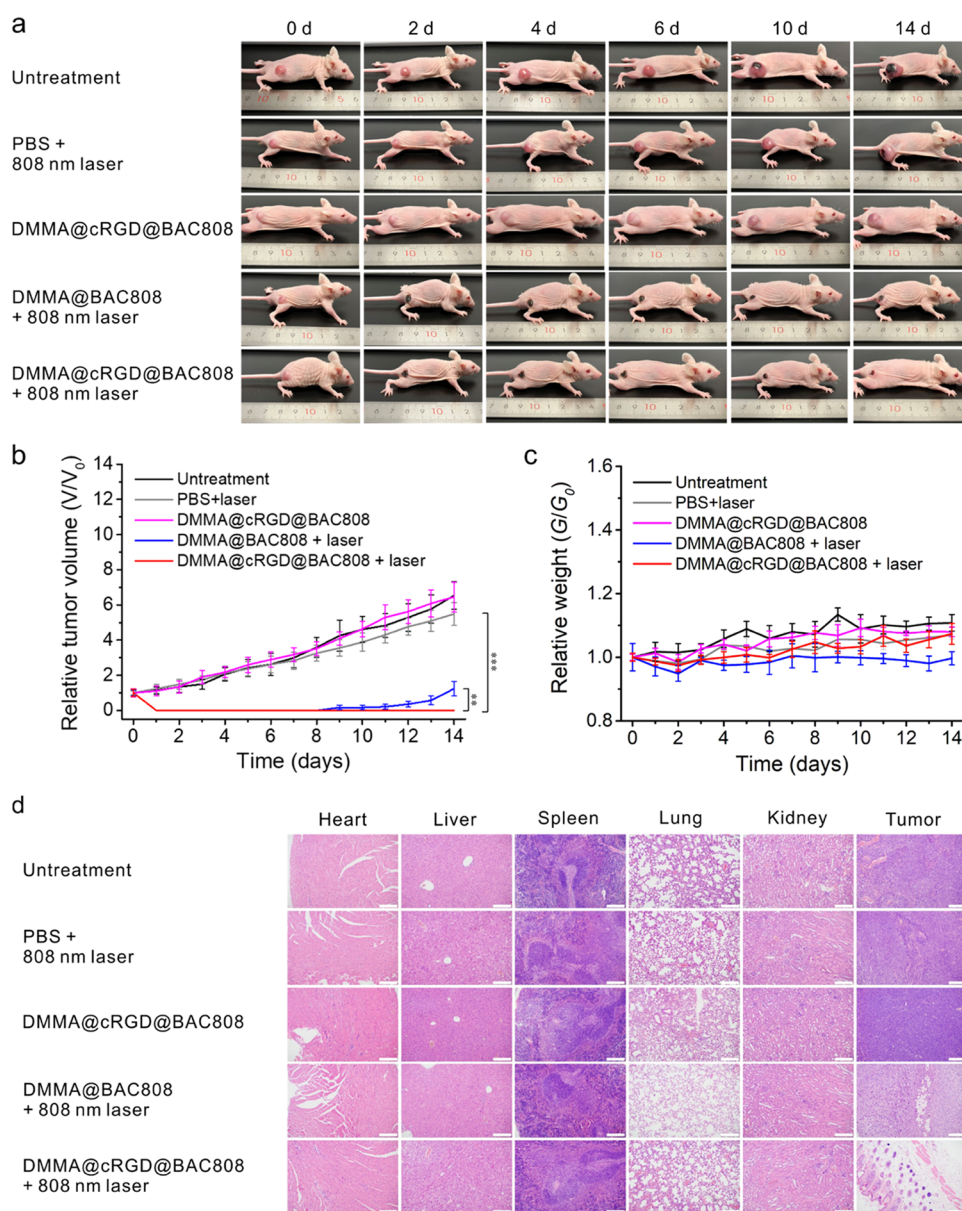 a
0 d 2 d 4 d 6 d 10 d 14 d
Untreatment
PBS +
808 nm laser
DMMA@cRGD@BAC808
DMMA@BAC808
+ 808 nm laser
DMMA@cRGD@BAC808
+ 808 nm laser
b
Relative tumor volume (V/V0)
14
12
10
8
6
4
2
0
Untreatment
PBS+laser
DMMA@cRGD@BAC808
DMMA@BAC808 + laser
DMMA@cRGD@BAC808 + laser
**
***
0 2 4 6 8 10 12 14
Time (days)
c
Relative weight (G/G0)
1.6
1.4
1.2
1.0
0.8
Untreatment
PBS+laser
DMMA@cRGD@BAC808
DMMA@BAC808 + laser
DMMA@cRGD@BAC808 + laser
0 2 4 6 8 10 12 14
Time (days)
d
Heart Liver Spleen Lung Kidney Tumor
Untreatment
PBS +
808 nm laser
DMMA@cRGD@BAC808
DMMA@BAC808
+ 808 nm laser
DMMA@cRGD@BAC808
+ 808 nm laser